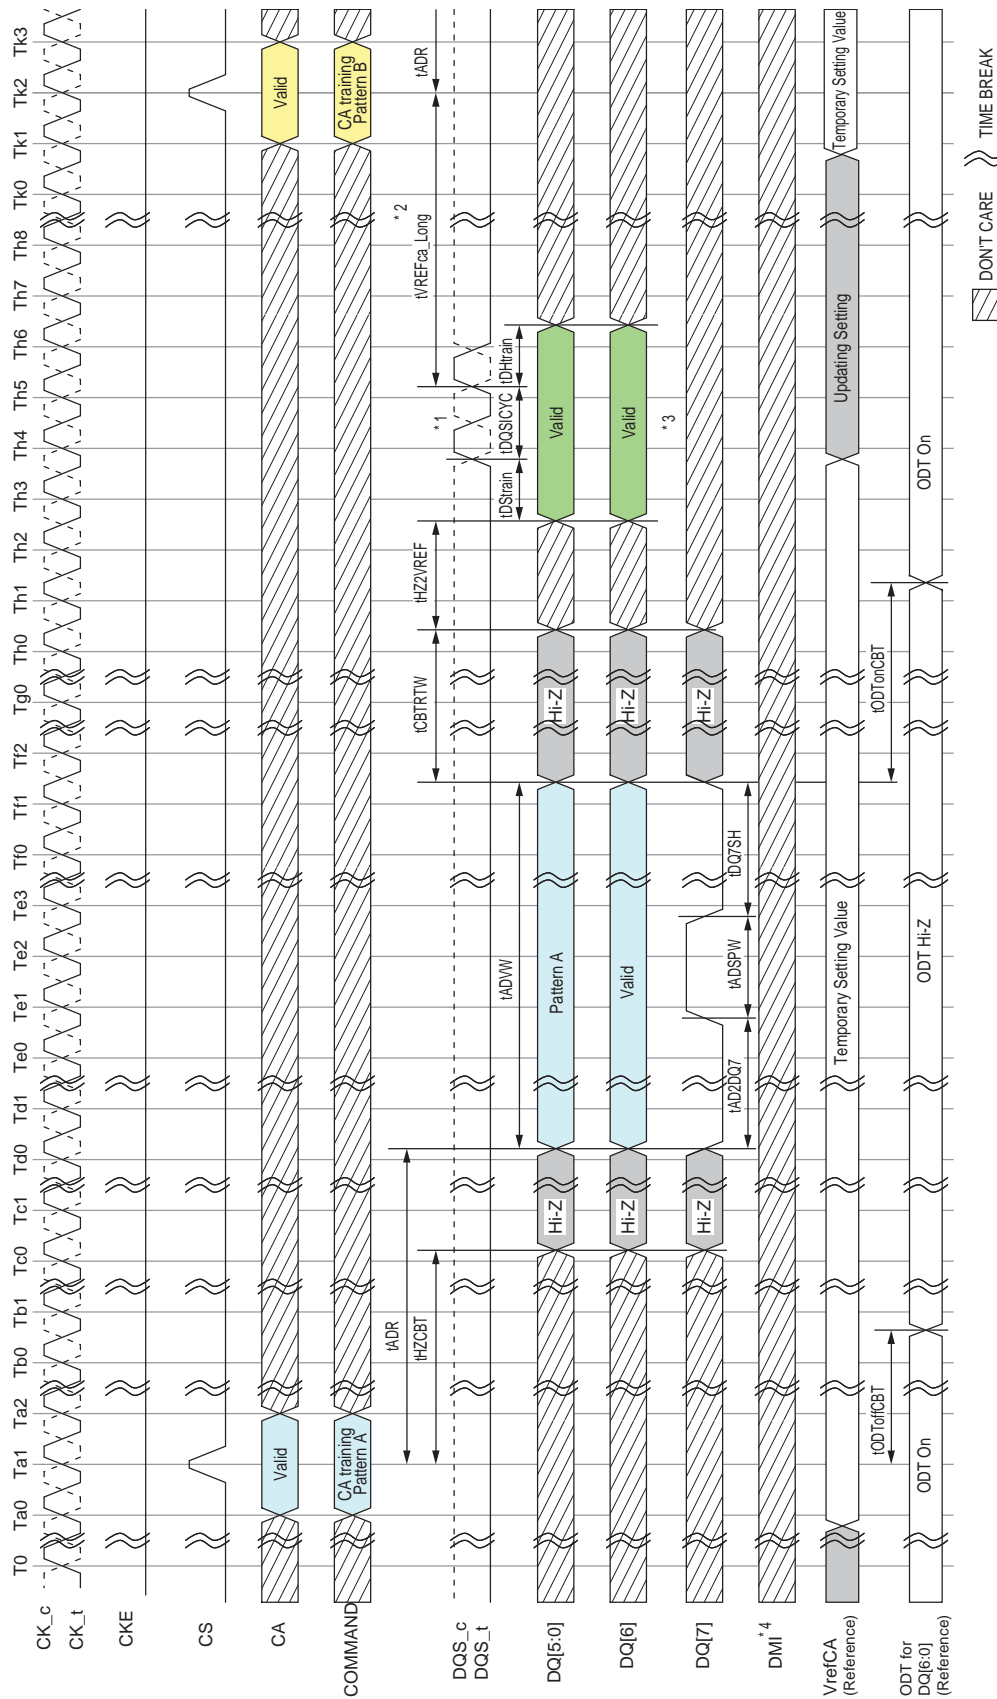 T0 Ta0 Ta1 Ta2 Tb0 Tb1 Tc0 Tc1 Td0 Td1 Te0 Te1 Te2 Te3 Tf0 Tf1 Tf2 Tg0 Th0 Th1 Th2 Th3 Th4 Th5 Th6 Th7 Th8 Tk0 Tk1 Tk2 Tk3
CK_c
CK_t
CKE
CS
CA
Valid
Valid
COMMAND
CA training
Pattern A
CA training
Pattern B
tADR
tHZCBT
tCBTRTW
tHZ2VREF
tVREFca_Long
*2
tADR
DQS_c
DQS_t
*1
tADVW
tDStrain
tDQSICYC
tDHtrain
DQ[5:0]
Hi-Z
Pattern A
Hi-Z
Valid
DQ[6]
Hi-Z
Valid
Hi-Z
Valid
*3
DQ[7]
Hi-Z
Hi-Z
tAD2DQ7
tADSPW
tDQ7SH
DMI*4
VrefCA
(Reference)
Temporary Setting Value
Updating Setting
Temporary Setting Value
tODToffCBT
tODTonCBT
ODT for
DQ[6:0]
(Reference)
ODT On
ODT Hi-Z
ODT On
DON'T CARE
TIME BREAK